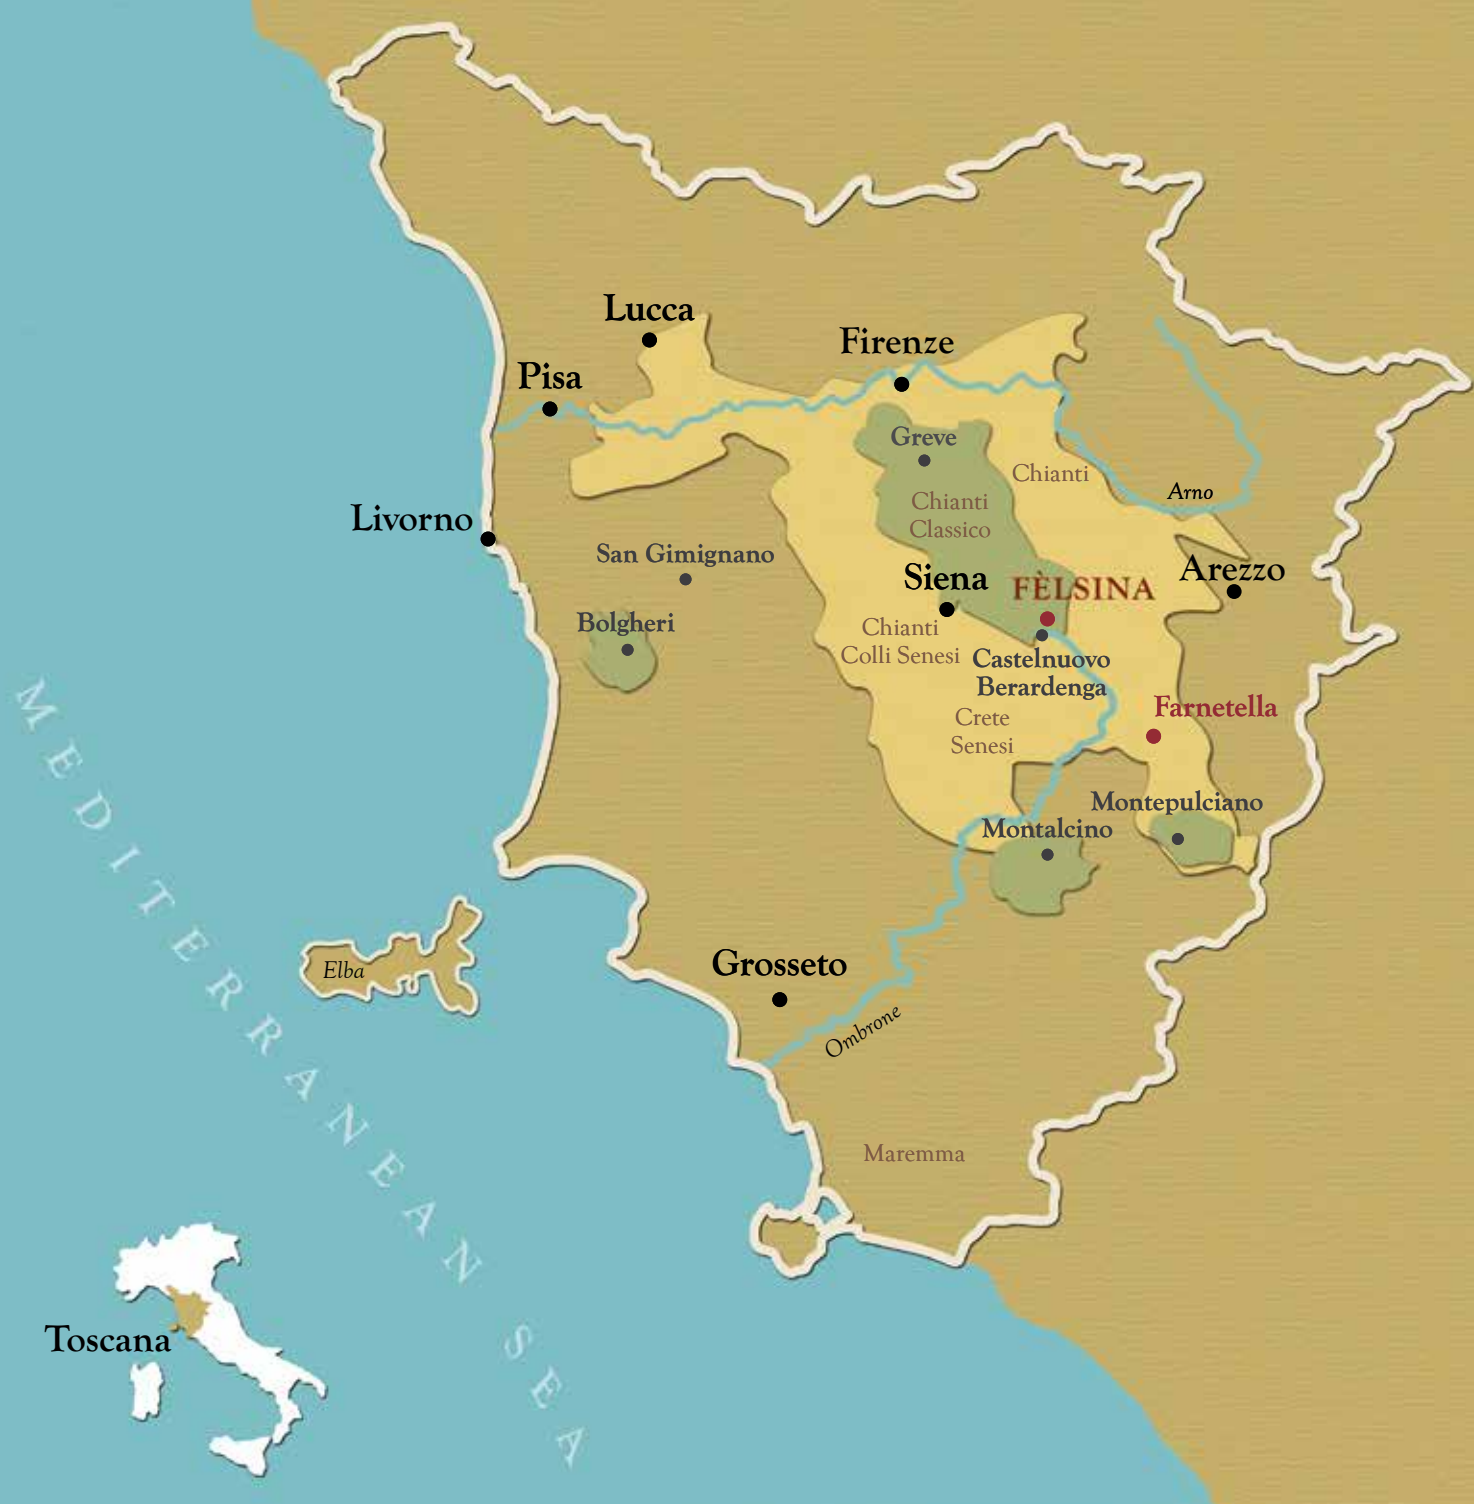 Lucca
Firenze
Pisa
Greve
Chianti
Arno
Chianti
Classico
Livorno
San Gimignano
Siena
FÈLSINA
Arezzo
Bolgheri
Chianti
Colli Senesi
Castelnuovo
Berardenga
Farnetella
Crete
Senesi
Montepulciano
Montalcino
Grosseto
Elba
Ombrone
Maremma
MEDITERRANEAN SEA
Toscana